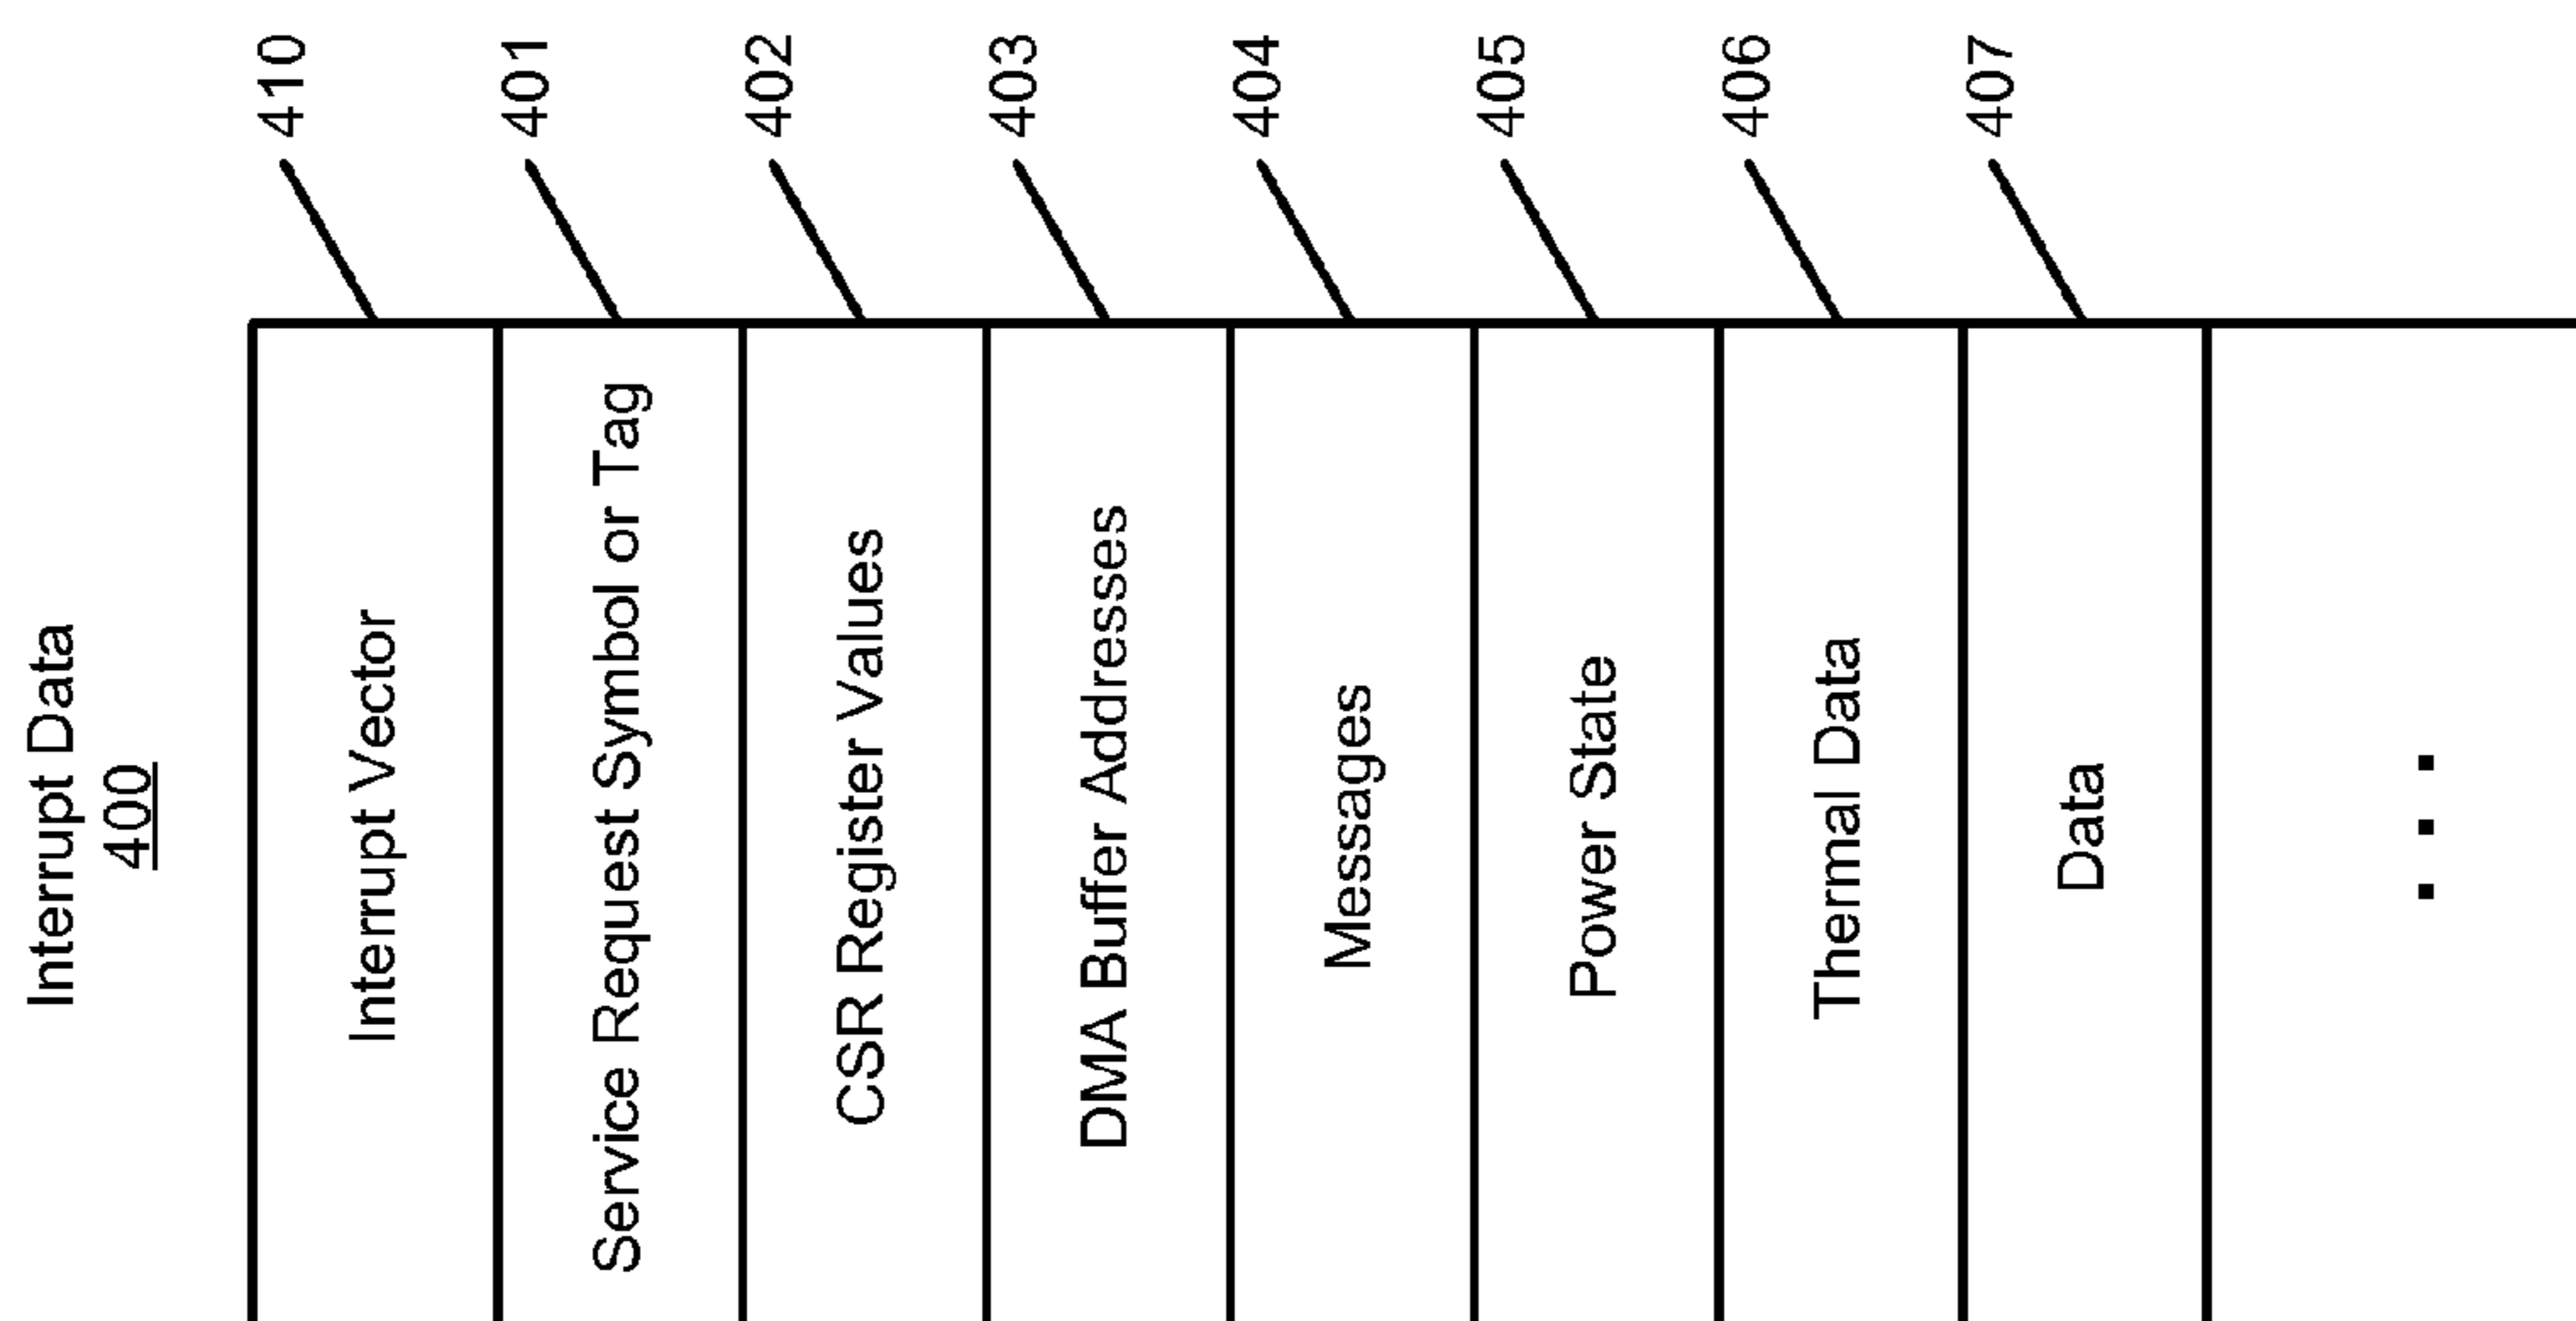 Interrupt Data
400
Interrupt Vector
410
Service Request Symbol or Tag
401
CSR Register Values
402
DMA Buffer Addresses
403
Messages
404
Power State
405
Thermal Data
406
Data
407
...